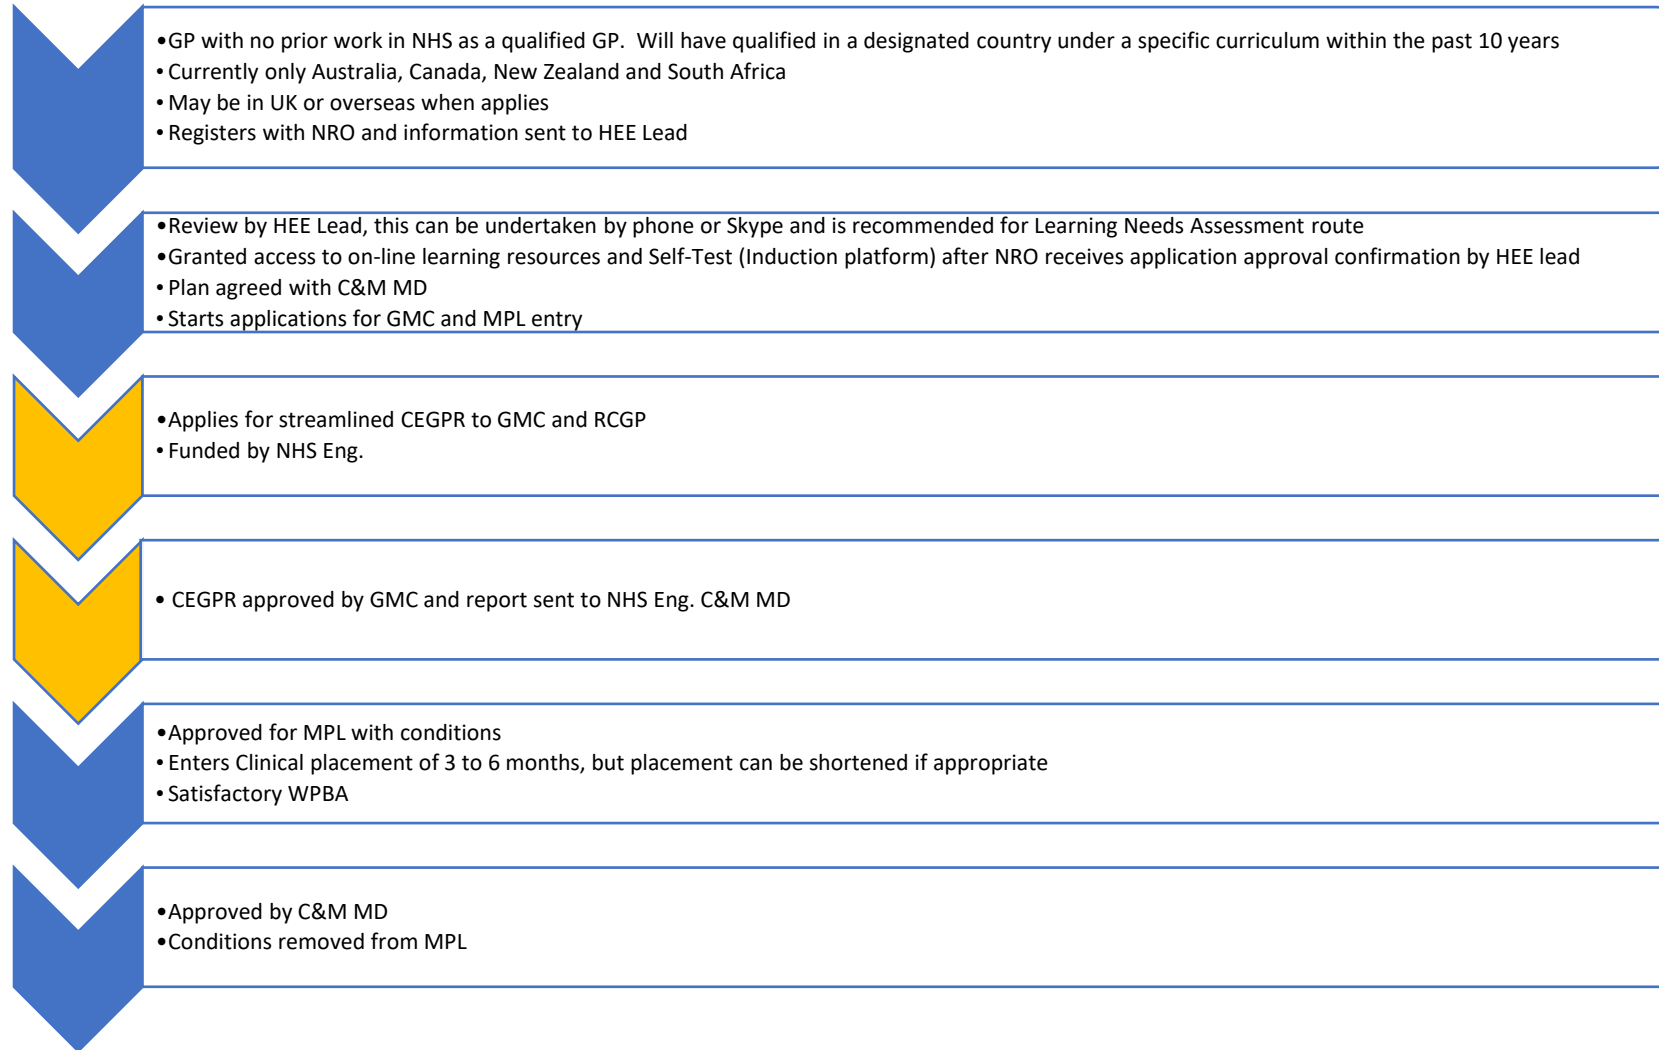 •GP with no prior work in NHS as a qualified GP.  Will have qualified in a designated country under a specific curriculum within the past 10 years
•Currently only Australia, Canada, New Zealand and South Africa
•May be in UK or overseas when applies
•Registers with NRO and information sent to HEE Lead
•Review by HEE Lead, this can be undertaken by phone or Skype and is recommended for Learning Needs Assessment route
•Granted access to on-line learning resources and Self-Test (Induction platform) after NRO receives application approval confirmation by HEE lead
•Plan agreed with C&M MD
•Starts applications for GMC and MPL entry
•Applies for streamlined CEGPR to GMC and RCGP
•Funded by NHS Eng.
• CEGPR approved by GMC and report sent to NHS Eng. C&M MD
•Approved for MPL with conditions
•Enters Clinical placement of 3 to 6 months, but placement can be shortened if appropriate
•Satisfactory WPBA
•Approved by C&M MD
•Conditions removed from MPL